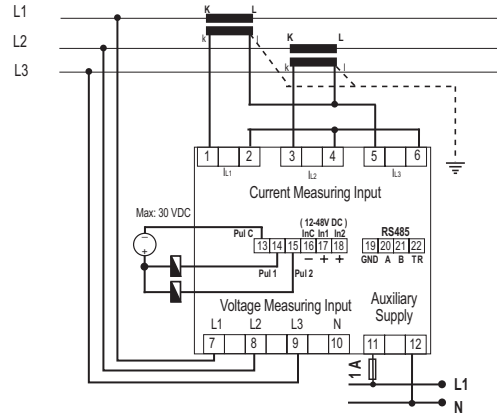 L1
K L
k l
L2
K L
k l
L3
1 2 3 4 5 6
IL1 IL2 IL3
Current Measuring Input
Max: 30 VDC
( 12-48V DC )
Pul C InC In1 In2 RS485
13 14 15 16 17 18 19 20 21 22
− + + GND A B TR
Pul 1 Pul 2
−
+
Voltage Measuring Input Auxiliary
Supply
L1 L2 L3 N
7 8 9 10 11 12
1 A
L1
N